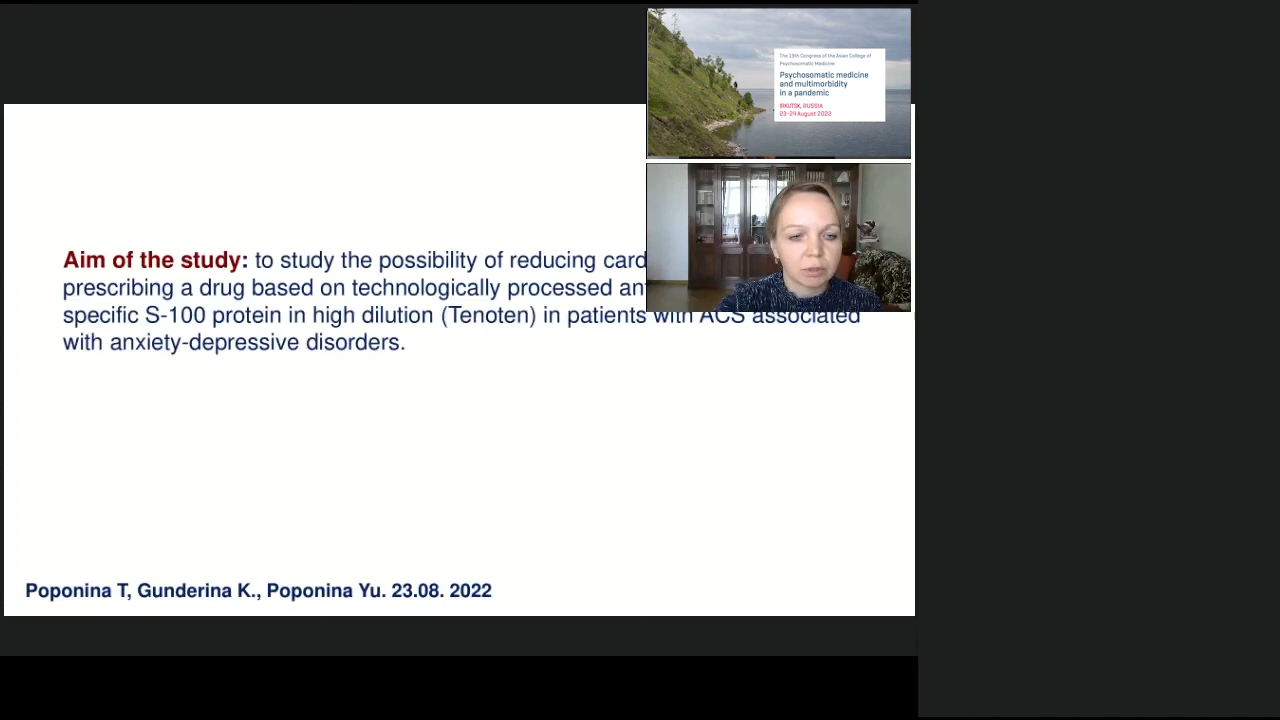 The 19th Congress of the Asian College of
Psychosomatic Medicine
Psychosomatic medicine
and multimorbidity
in a pandemic
IRKUTSK, RUSSIA
23-24 August 2022
Aim of the study: to study the possibility of reducing card
prescribing a drug based on technologically processed an
specific S-100 protein in high dilution (Tenoten) in patients with ACS associated
with anxiety-depressive disorders.
Poponina T, Gunderina K., Poponina Yu. 23.08. 2022